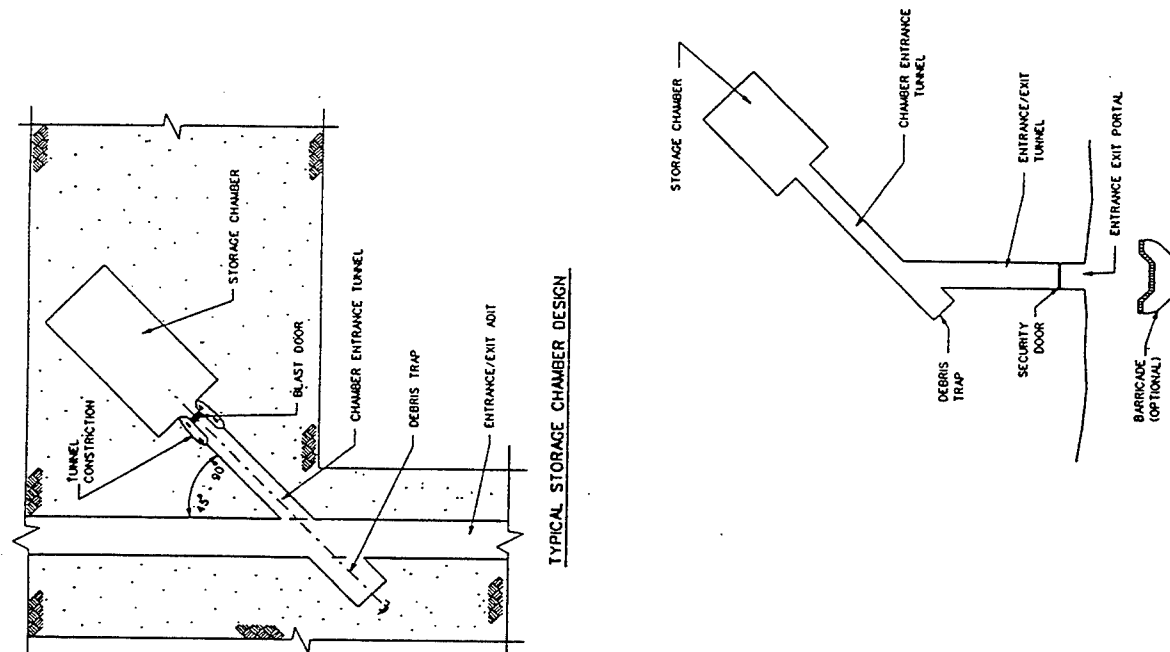 TUNNEL
CONSTRICTION
45° - 90°
STORAGE CHAMBER
BLAST DOOR
CHAMBER ENTRANCE TUNNEL
DEBRIS TRAP
ENTRANCE/EXIT ADIT
TYPICAL STORAGE CHAMBER DESIGN
STORAGE CHAMBER
CHAMBER ENTRANCE
TUNNEL
ENTRANCE/EXIT
TUNNEL
ENTRANCE EXIT PORTAL
DEBRIS
TRAP
SECURITY
DOOR
BARRICADE
(OPTIONAL)